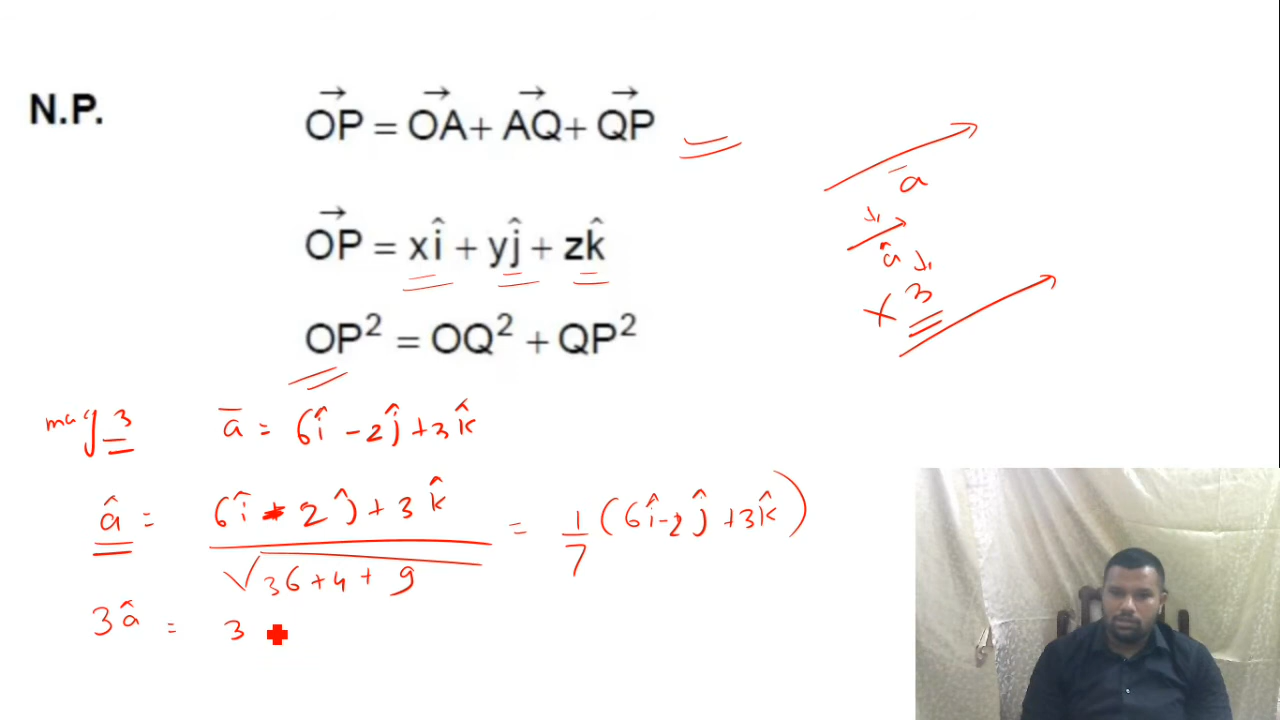 N.P.
→ → → →
OP = OA + AQ + QP
ā
OP = xî + yĵ + zk̂
â
× 3
OP² = OQ² + QP²
mag 3 ā = 6î - 2ĵ + 3k̂
â = 6î - 2ĵ + 3k̂ / √36 + 4 + 9 = 1/7 (6î - 2ĵ + 3k̂)
3â = 3